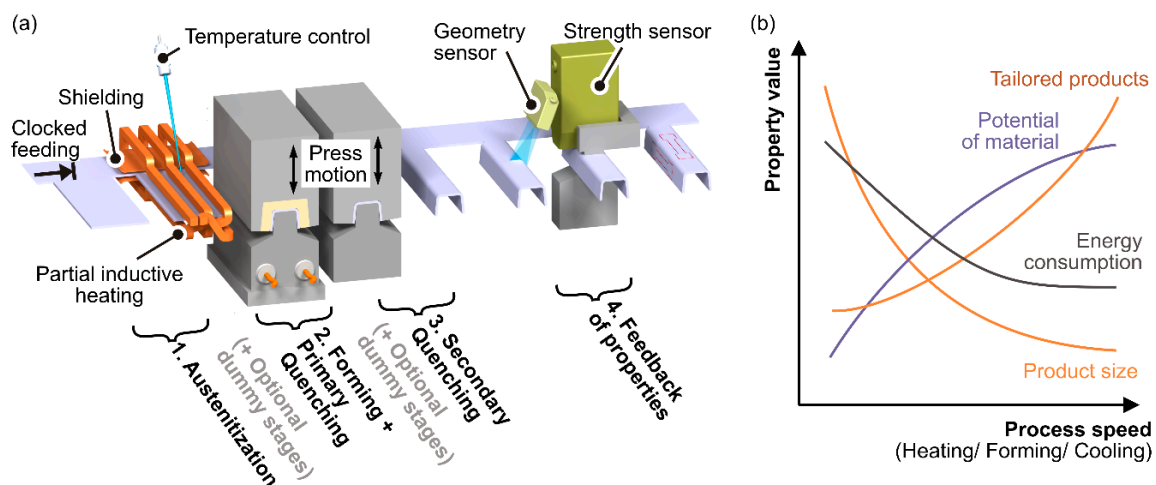 (a)
Temperature control
Shielding
Clocked
feeding
Partial inductive
heating
Press
motion
Geometry
sensor
Strength sensor
1. Austenitization
(+ Optional
dummy stages)
2. Forming +
Primary
Quenching
(+ Optional
dummy stages)
3. Secondary
Quenching
4. Feedback
of properties
(b)
Property value
Tailored products
Potential
of material
Energy
consumption
Product size
Process speed
(Heating/ Forming/ Cooling)